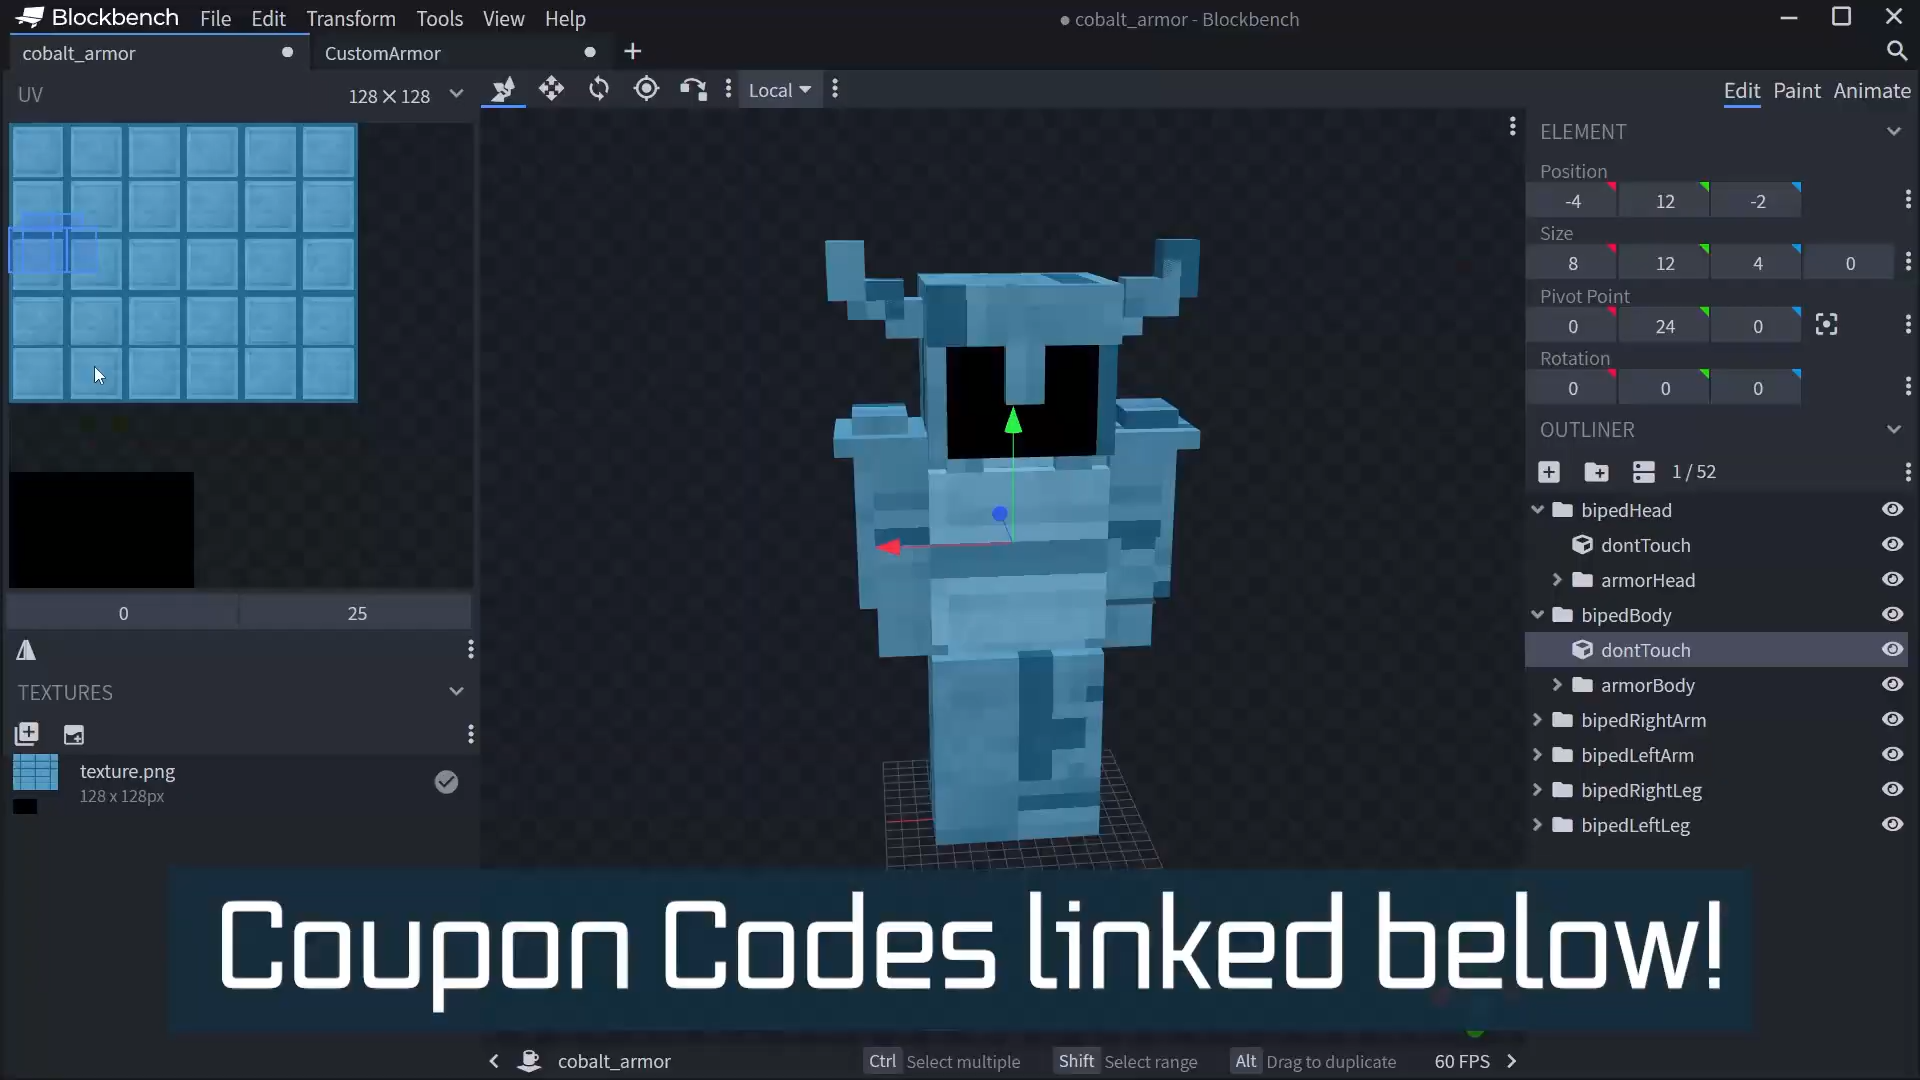 Blockbench File Edit Transform Tools View Help
cobalt_armor - Blockbench
cobalt_armor CustomArmor
UV 128 × 128
Local
Edit Paint Animate
ELEMENT
Position
-4 12 -2
Size
8 12 4 0
Pivot Point
0 24 0
Rotation
0 0 0
OUTLINER
1 / 52
bipedHead
dontTouch
armorHead
bipedBody
dontTouch
armorBody
bipedRightArm
bipedLeftArm
bipedRightLeg
bipedLeftLeg
0 25
TEXTURES
texture.png
128 x 128px
Coupon Codes linked below!
cobalt_armor
Ctrl Select multiple Shift Select range Alt Drag to duplicate 60 FPS